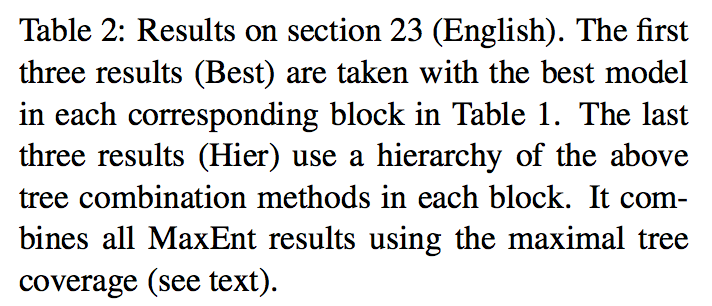 Table 2: Results on section 23 (English). The first
three results (Best) are taken with the best model
in each corresponding block in Table 1. The last
three results (Hier) use a hierarchy of the above
tree combination methods in each block. It com-
bines all MaxEnt results using the maximal tree
coverage (see text).